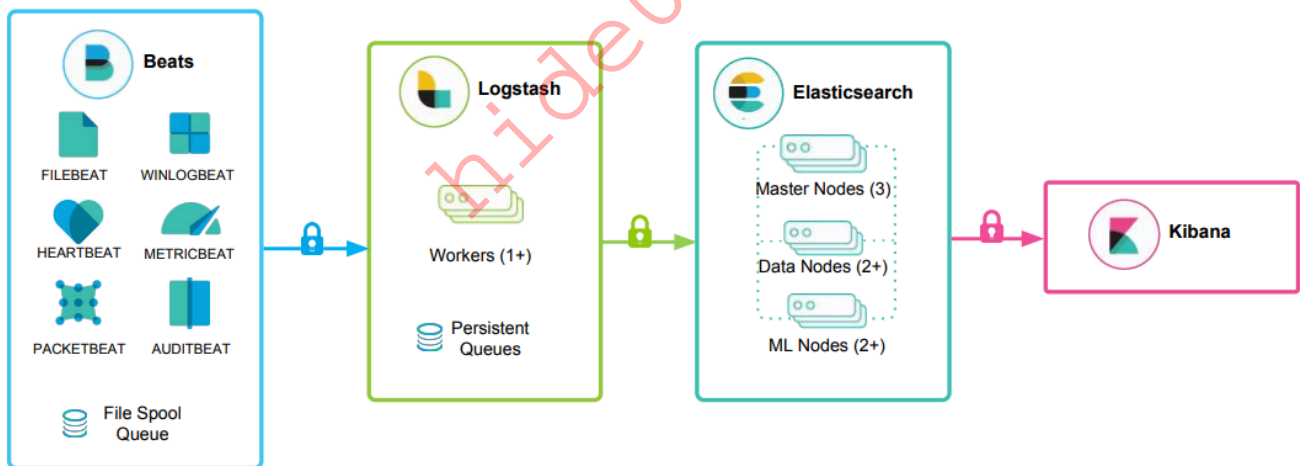 Beats
FILEBEAT
WINLOGBEAT
HEARTBEAT
METRICBEAT
PACKETBEAT
AUDITBEAT
File Spool
Queue
Logstash
Workers (1+)
Persistent
Queues
Elasticsearch
Master Nodes (3)
Data Nodes (2+)
ML Nodes (2+)
Kibana